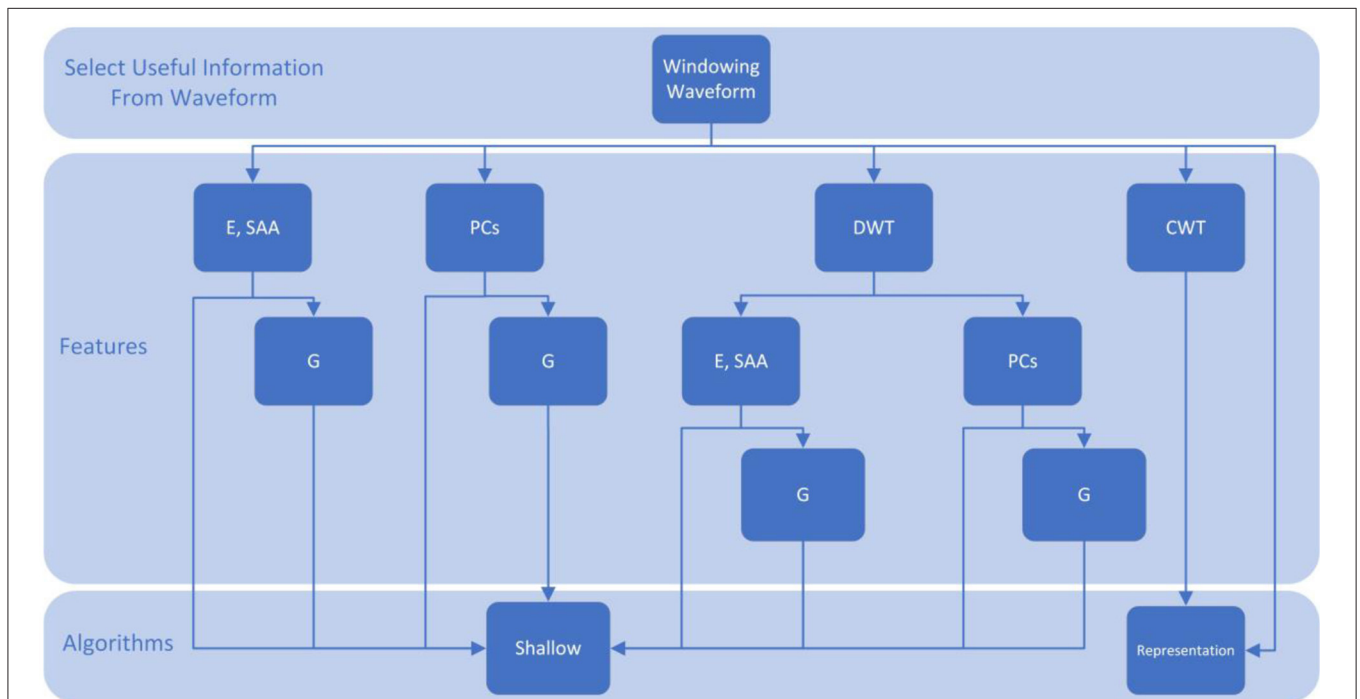 Select Useful Information
From Waveform
Windowing
Waveform
E, SAA
PCs
DWT
CWT
Features
G
G
E, SAA
PCs
G
G
Algorithms
Shallow
Representation